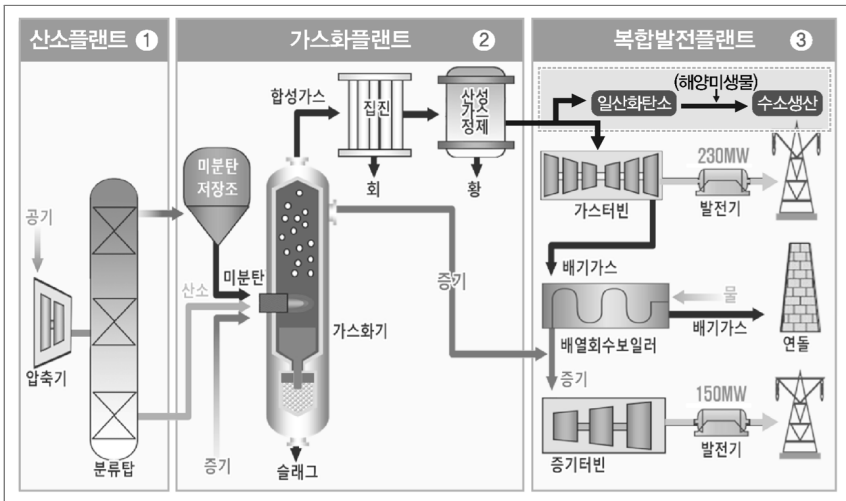 산소플랜트 1
가스화플랜트 2
복합발전플랜트 3
공기
압축기
분류탑
미분탄
저장조
미분탄
산소
증기
합성가스
집진
회
산성
가스
정제
황
가스화기
슬래그
증기
(해양미생물)
일산화탄소
수소생산
230MW
가스터빈
발전기
배기가스
물
배열회수보일러
배기가스
연돌
증기
150MW
증기터빈
발전기